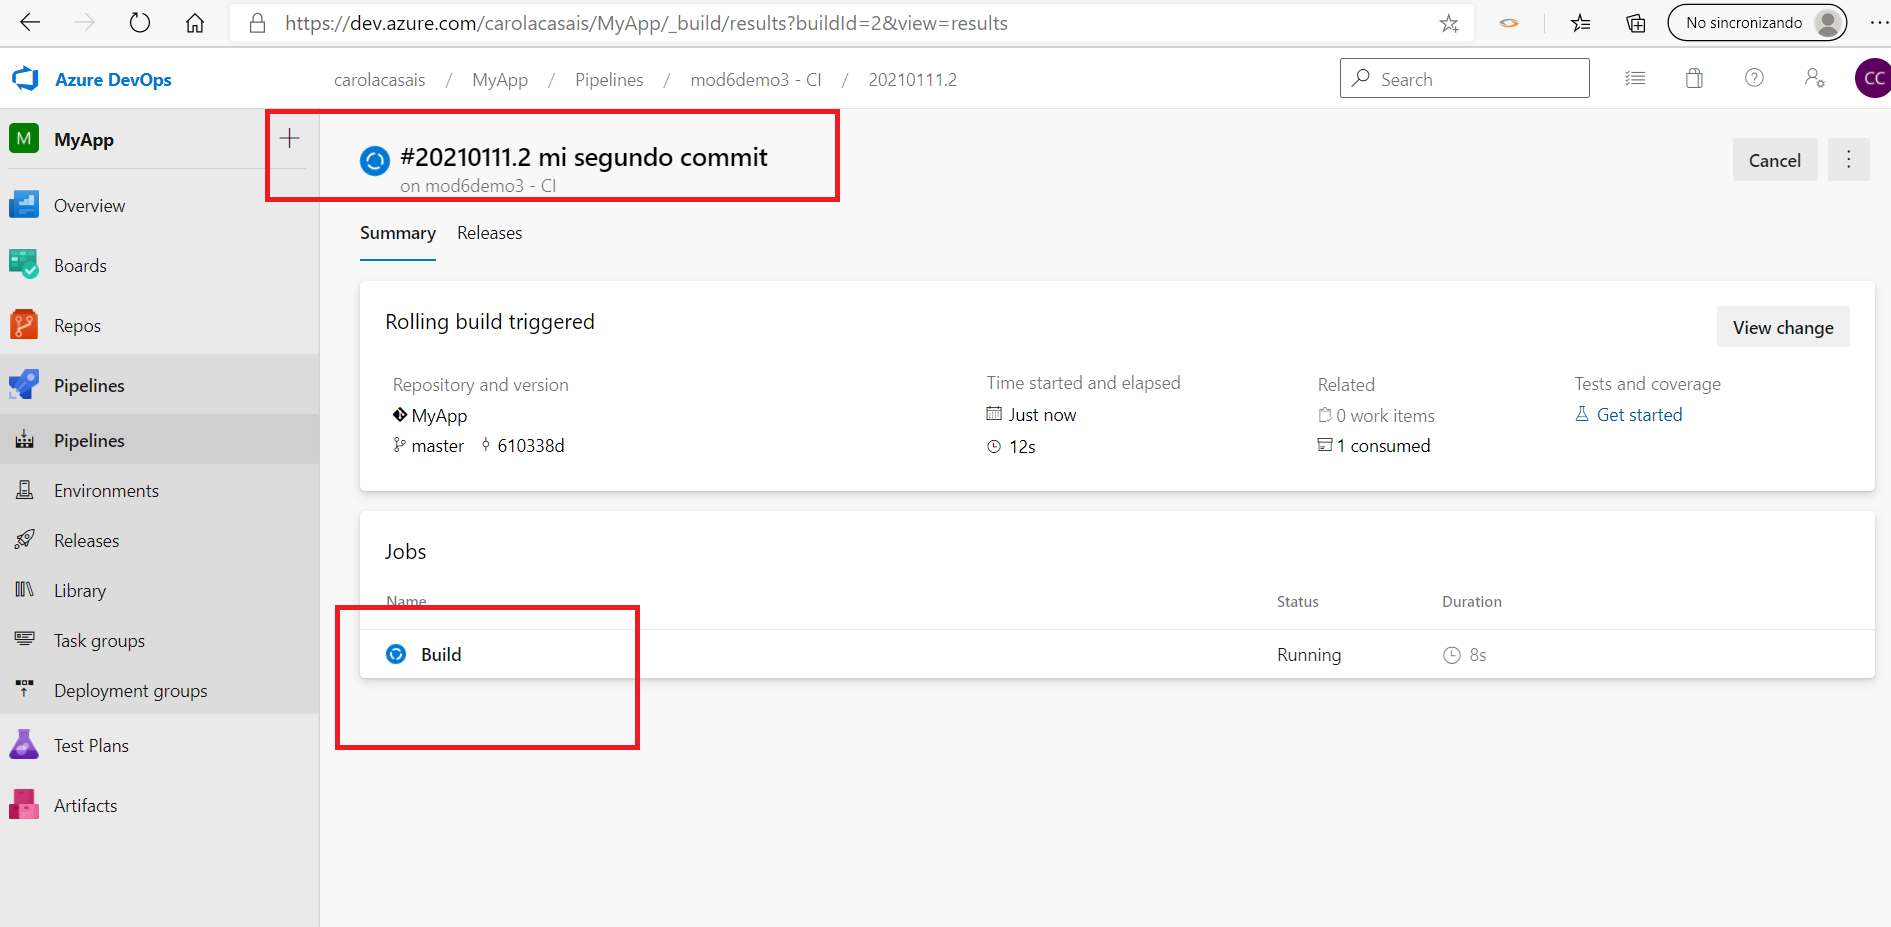 https://dev.azure.com/carolacasais/MyApp/_build/results?buildId=2&view=results
No sincronizando
Azure DevOps
carolacasais / MyApp / Pipelines / mod6demo3 - CI / 20210111.2
Search
CC
M MyApp
Overview
Boards
Repos
Pipelines
Pipelines
Environments
Releases
Library
Task groups
Deployment groups
Test Plans
Artifacts
#20210111.2 mi segundo commit
on mod6demo3 - CI
Cancel
Summary Releases
Rolling build triggered
View change
Repository and version
MyApp
master 610338d
Time started and elapsed
Just now
12s
Related
0 work items
1 consumed
Tests and coverage
Get started
Jobs
Name Status Duration
Build Running 8s